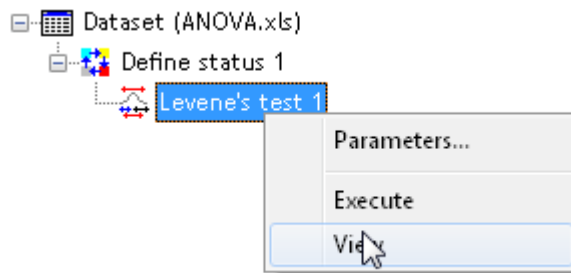 Dataset (ANOVA.xls)
Define status 1
Levene's test 1
Parameters...
Execute
View